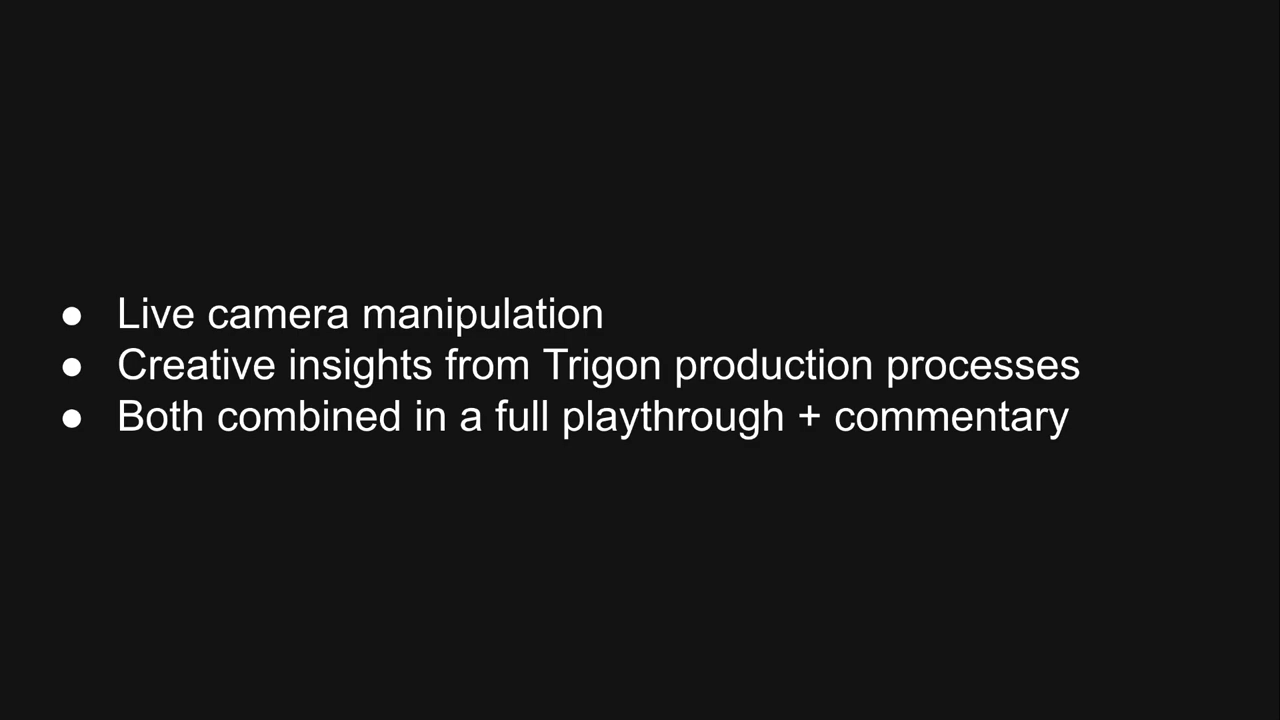 ● Live camera manipulation
● Creative insights from Trigon production processes
● Both combined in a full playthrough + commentary